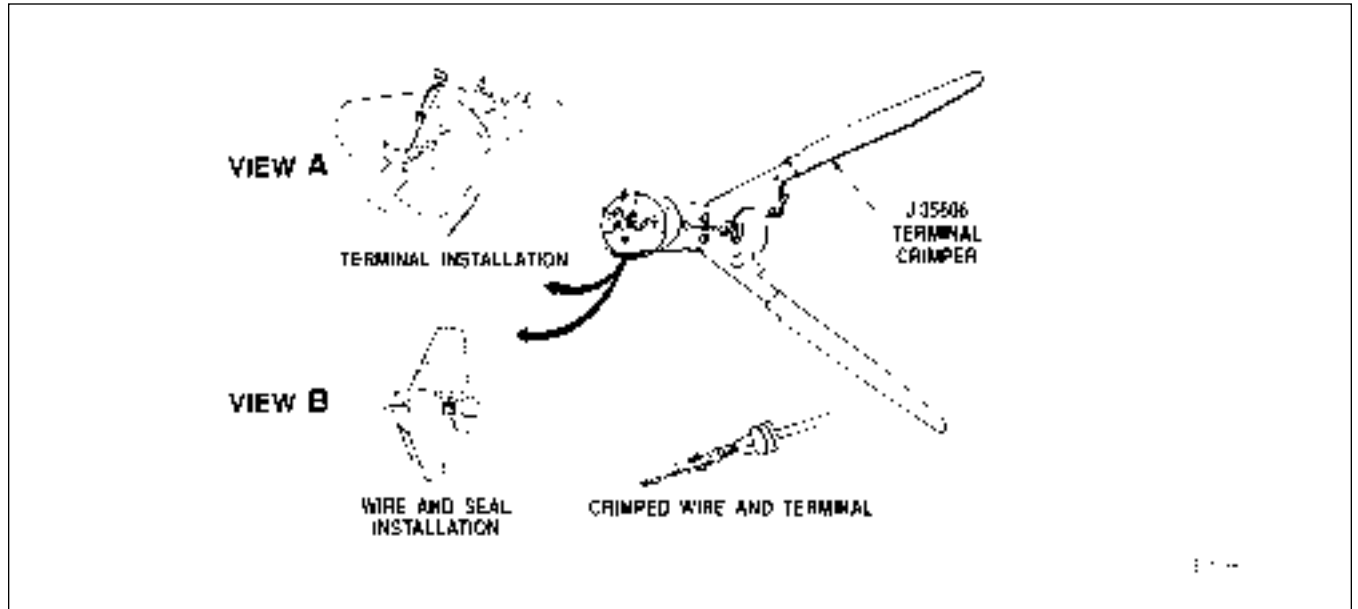 VIEW A
TERMINAL INSTALLATION
J 35606
TERMINAL
CRIMPER
VIEW B
WIRE AND SEAL
INSTALLATION
CRIMPED WIRE AND TERMINAL